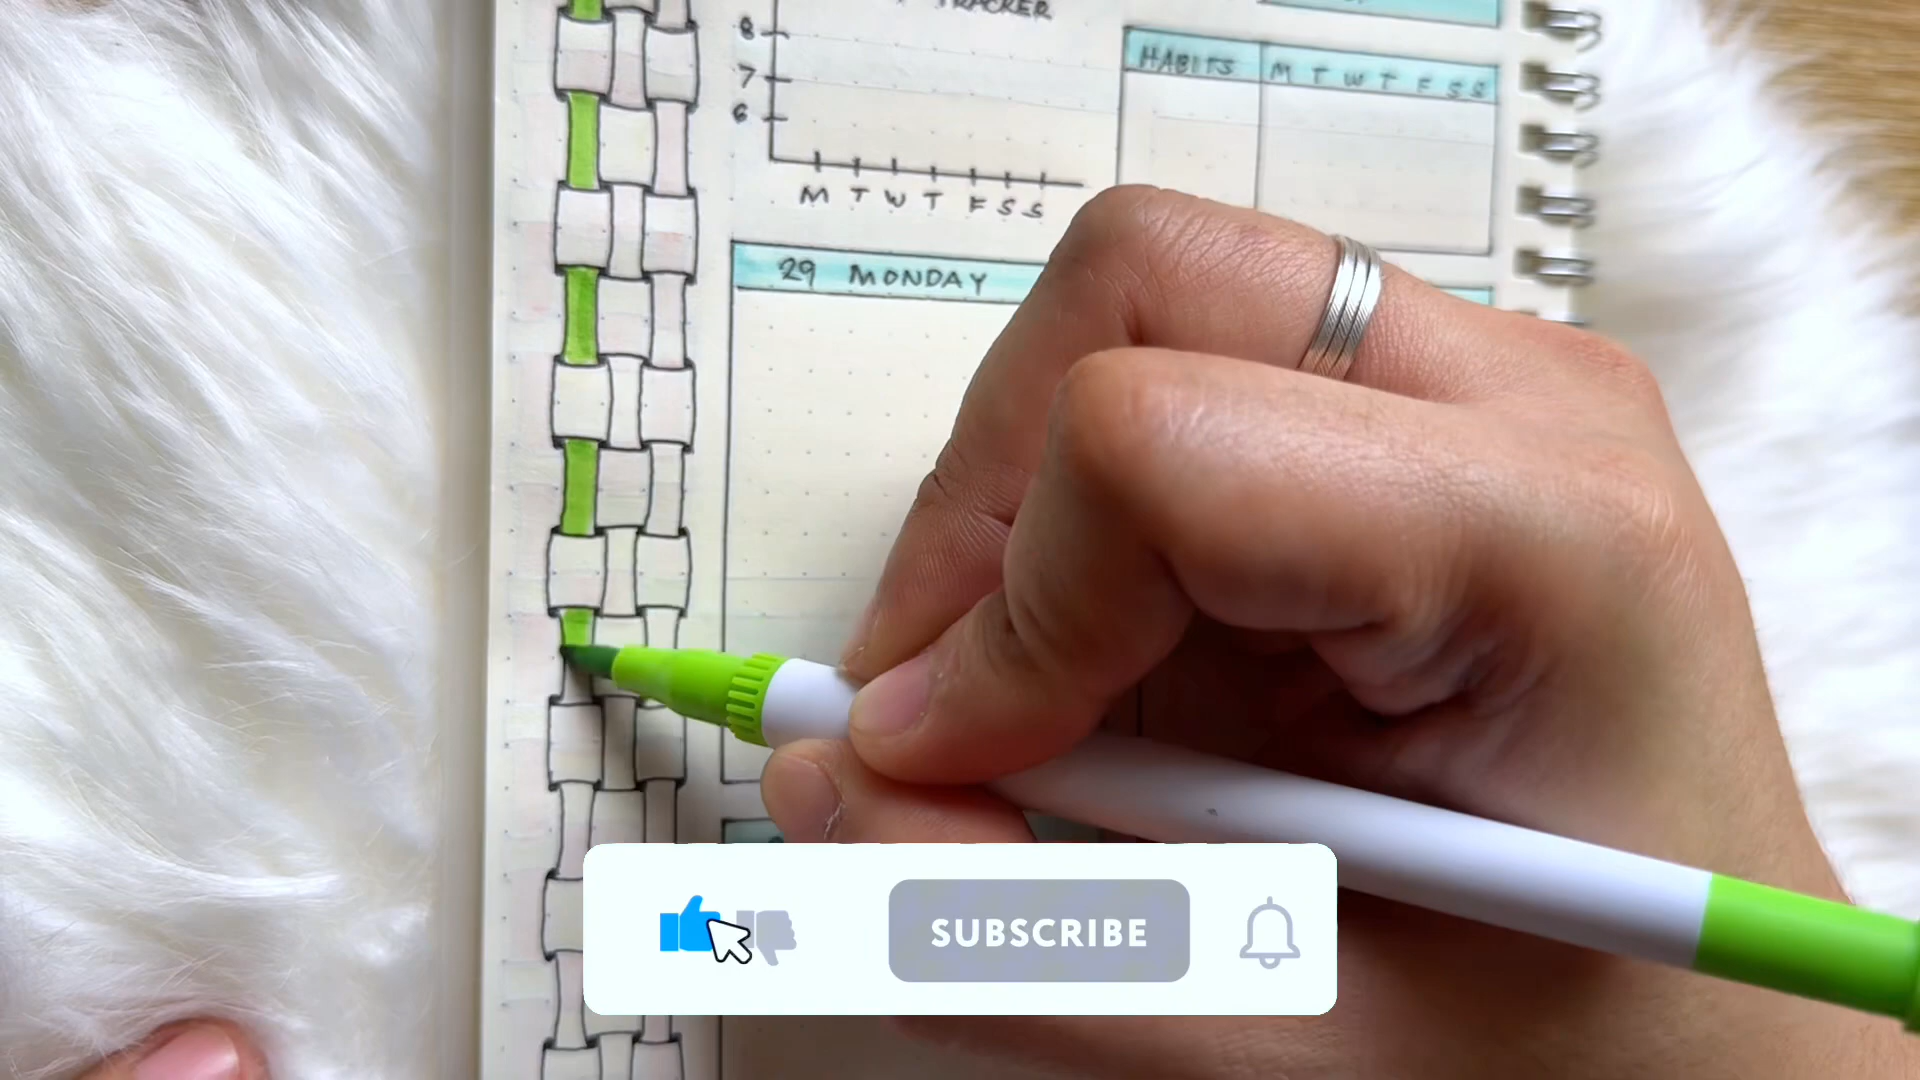 TRACKER
8
7
6
M T W T F S S
HABITS M T W T F S S
29 MONDAY
SUBSCRIBE